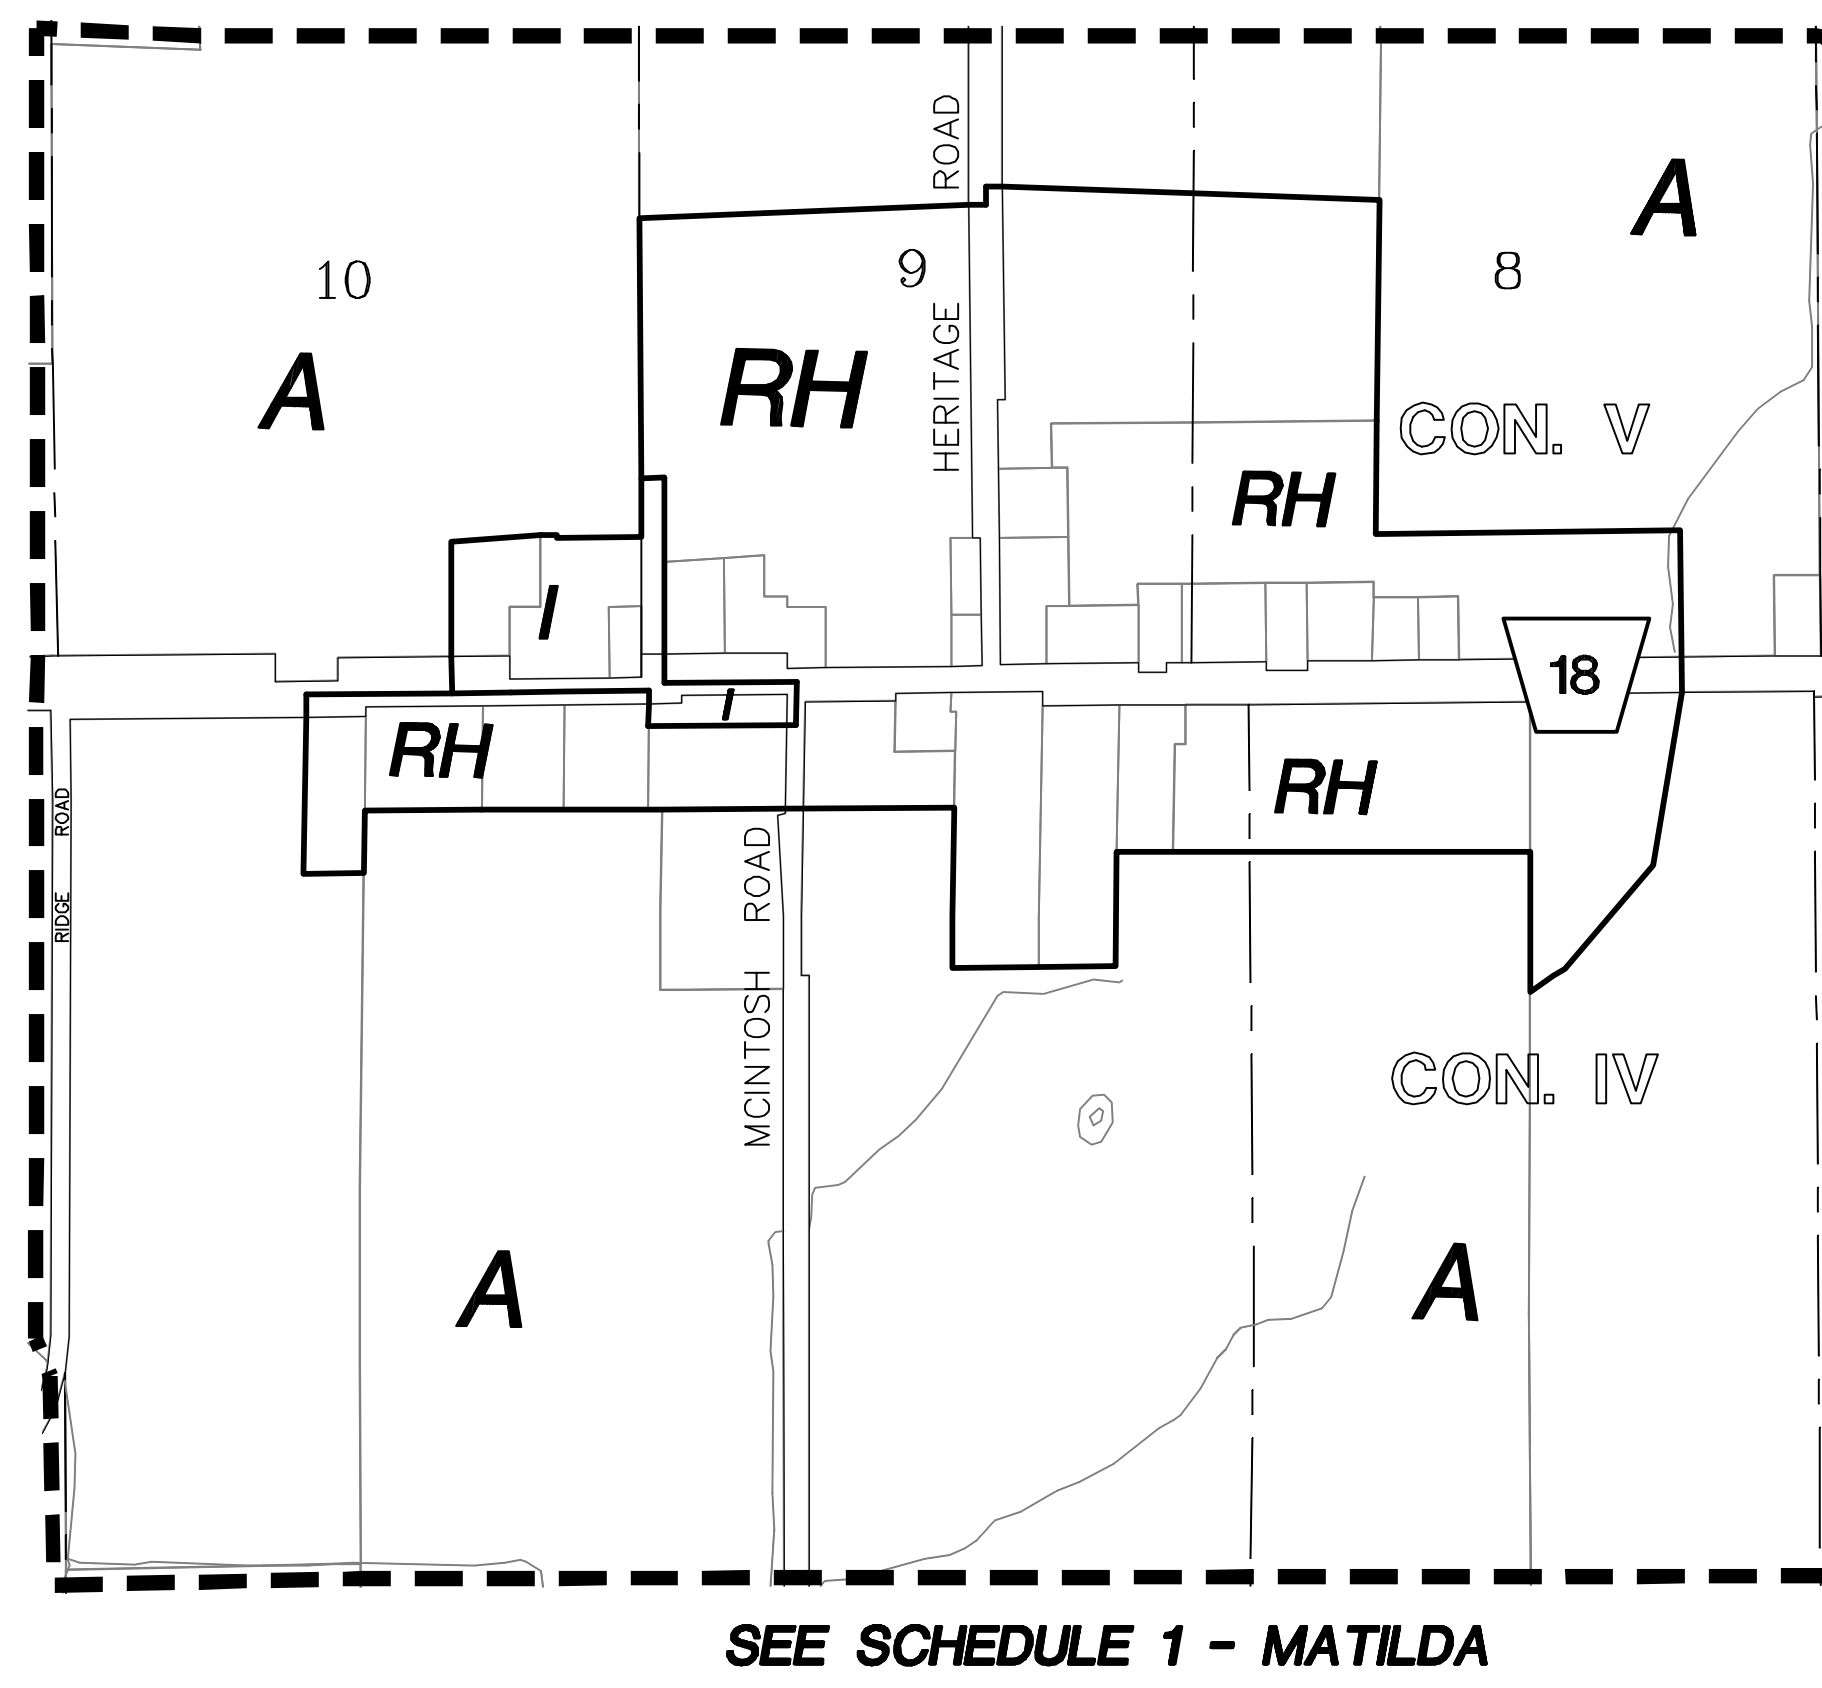 HERITAGE ROAD
A
10
9
8
A
RH
CON. V
RH
I
18
I
RH
RH
RIDGE ROAD
MCINTOSH ROAD
CON. IV
A
A
SEE SCHEDULE 1 - MATILDA